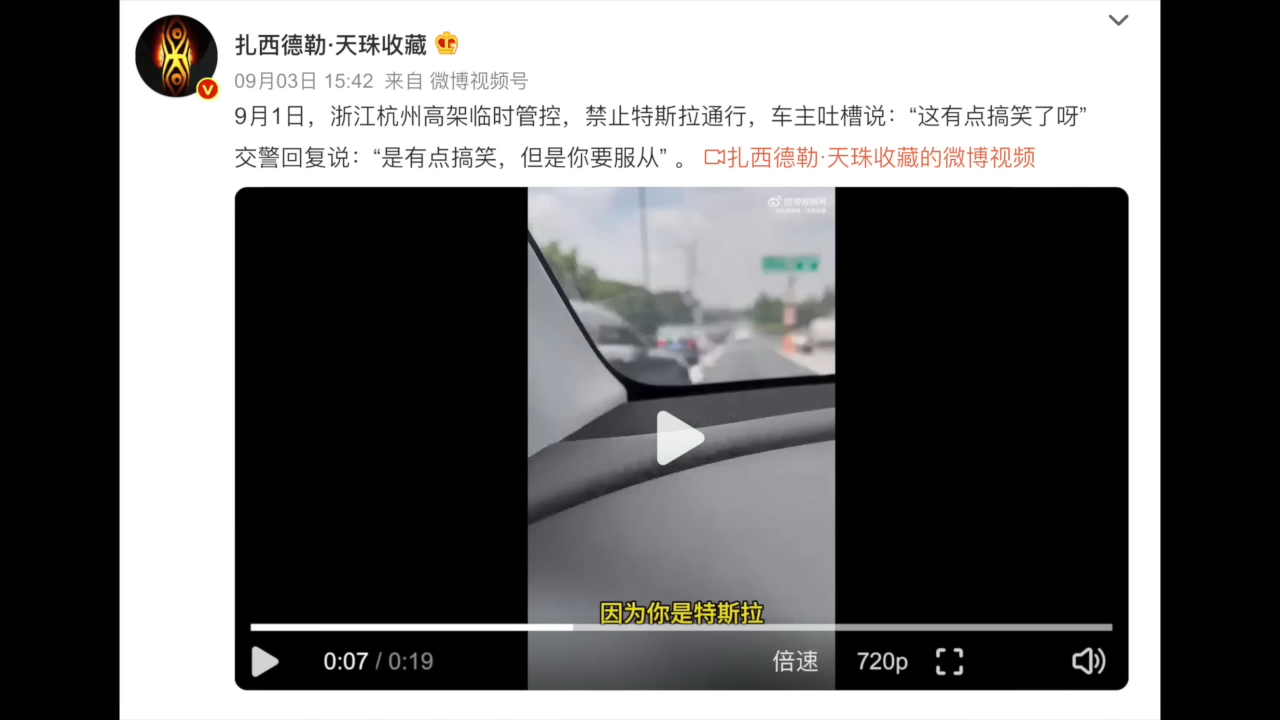 扎西德勒·天珠收藏
09月03日 15:42 来自 微博视频号
9月1日，浙江杭州高架临时管控，禁止特斯拉通行，车主吐槽说：“这有点搞笑了呀”
交警回复说：“是有点搞笑，但是你要服从” 。 扎西德勒·天珠收藏的微博视频
微博视频号
因为你是特斯拉
0:07 / 0:19 倍速 720p